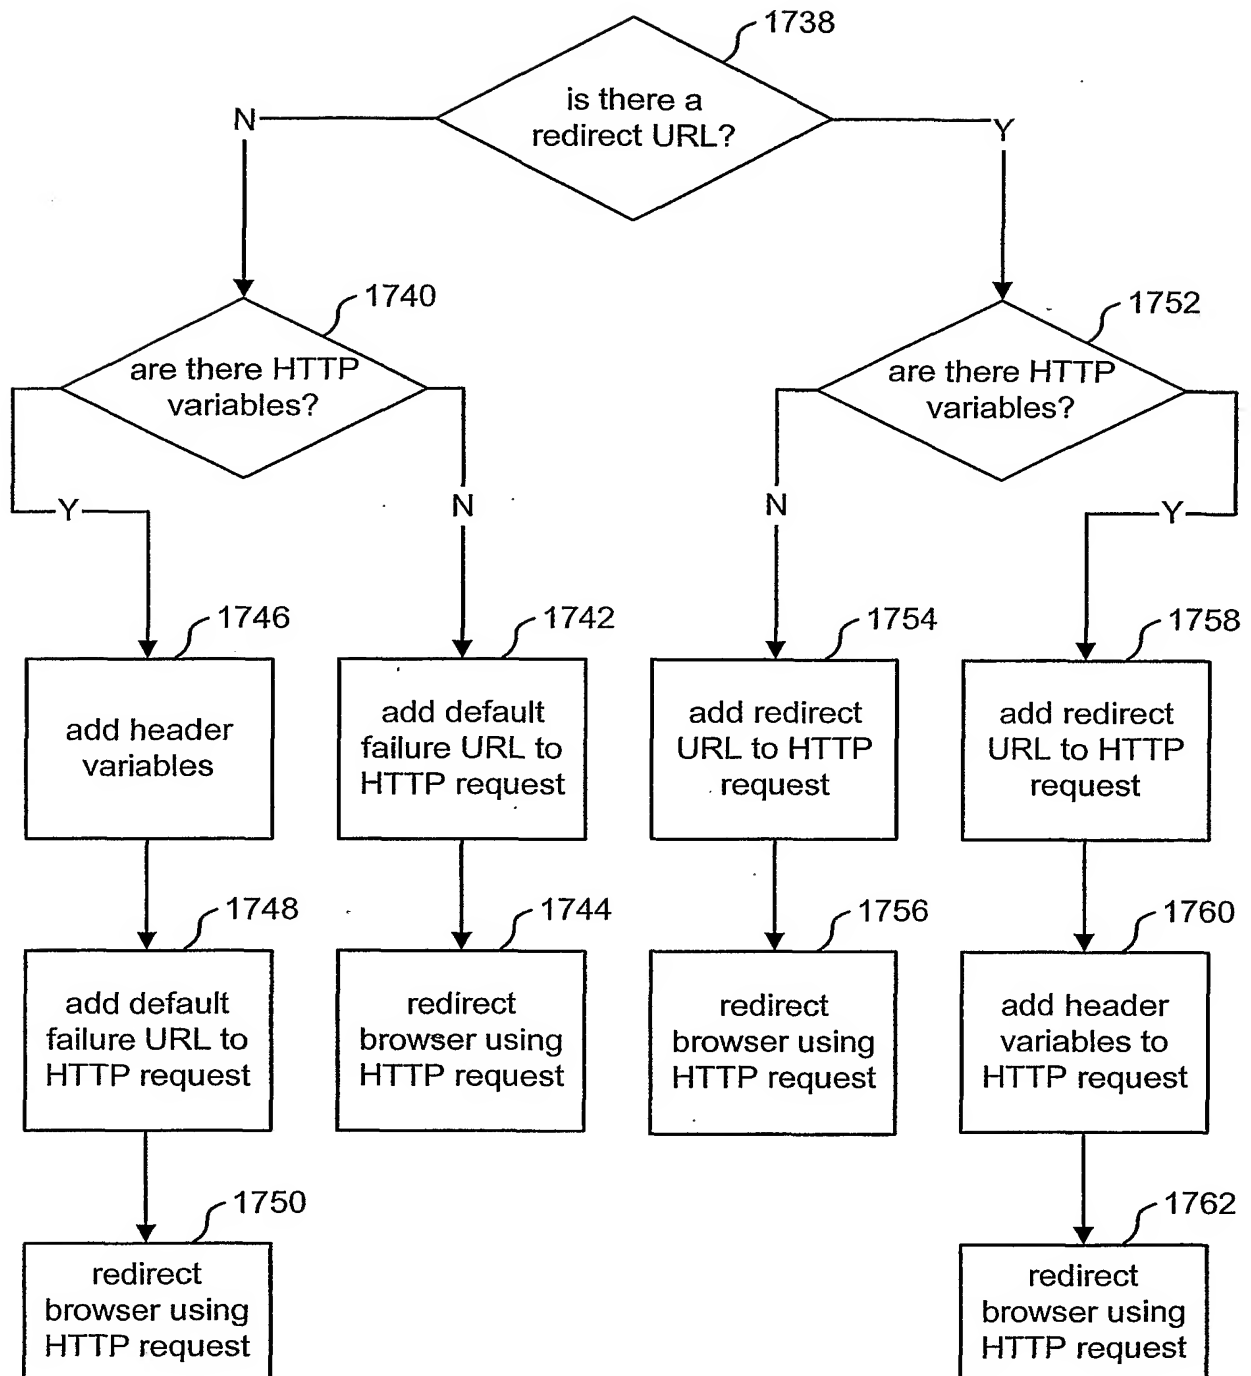 1738
is there a
redirect URL?
N
Y
1740
are there HTTP
variables?
1752
are there HTTP
variables?
Y
N
N
Y
1746
add header
variables
1742
add default
failure URL to
HTTP request
1754
add redirect
URL to HTTP
request
1758
add redirect
URL to HTTP
request
1748
add default
failure URL to
HTTP request
1744
redirect
browser using
HTTP request
1756
redirect
browser using
HTTP request
1760
add header
variables to
HTTP request
1750
redirect
browser using
HTTP request
1762
redirect
browser using
HTTP request